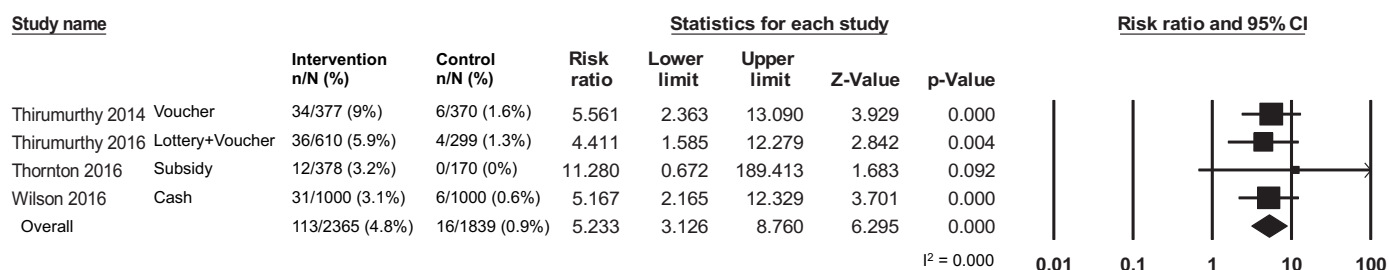 Study name Statistics for each study Risk ratio and 95% CI
Intervention Control Risk Lower Upper
n/N (%) n/N (%) ratio limit limit Z-Value p-Value
Thirumurthy 2014 Voucher 34/377 (9%) 6/370 (1.6%) 5.561 2.363 13.090 3.929 0.000
Thirumurthy 2016 Lottery+Voucher 36/610 (5.9%) 4/299 (1.3%) 4.411 1.585 12.279 2.842 0.004
Thornton 2016 Subsidy 12/378 (3.2%) 0/170 (0%) 11.280 0.672 189.413 1.683 0.092
Wilson 2016 Cash 31/1000 (3.1%) 6/1000 (0.6%) 5.167 2.165 12.329 3.701 0.000
Overall 113/2365 (4.8%) 16/1839 (0.9%) 5.233 3.126 8.760 6.295 0.000
I² = 0.000
0.01 0.1 1 10 100